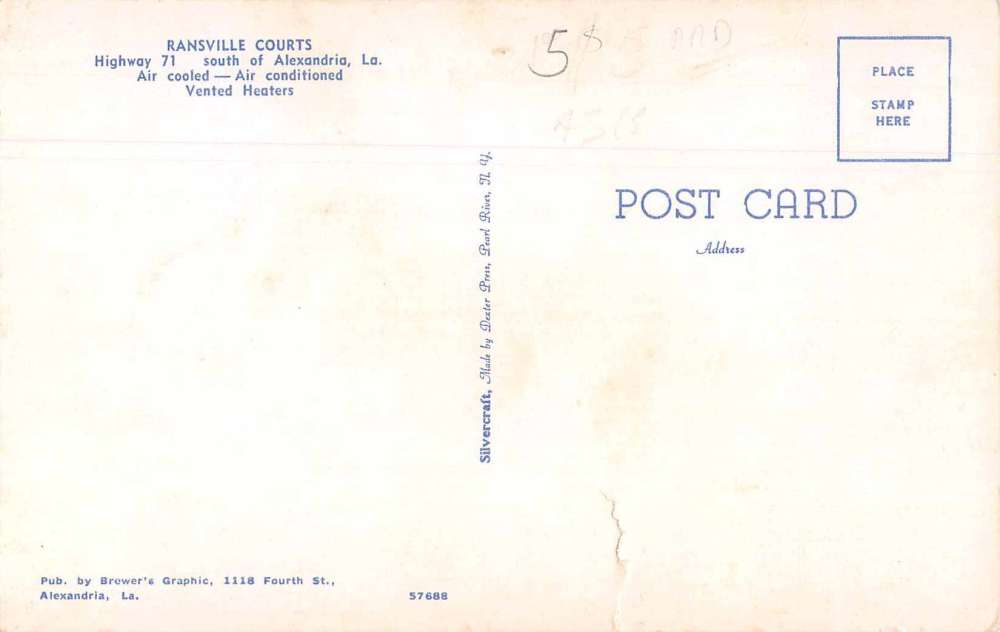 RANSVILLE COURTS
Highway 71 south of Alexandria, La.
Air cooled — Air conditioned
Vented Heaters
5
PLACE
STAMP
HERE
POST CARD
Address
Silvercraft, Made by Dexter Press, Pearl River, N. Y.
Pub. by Brewer's Graphic, 1118 Fourth St.,
Alexandria, La.
57688